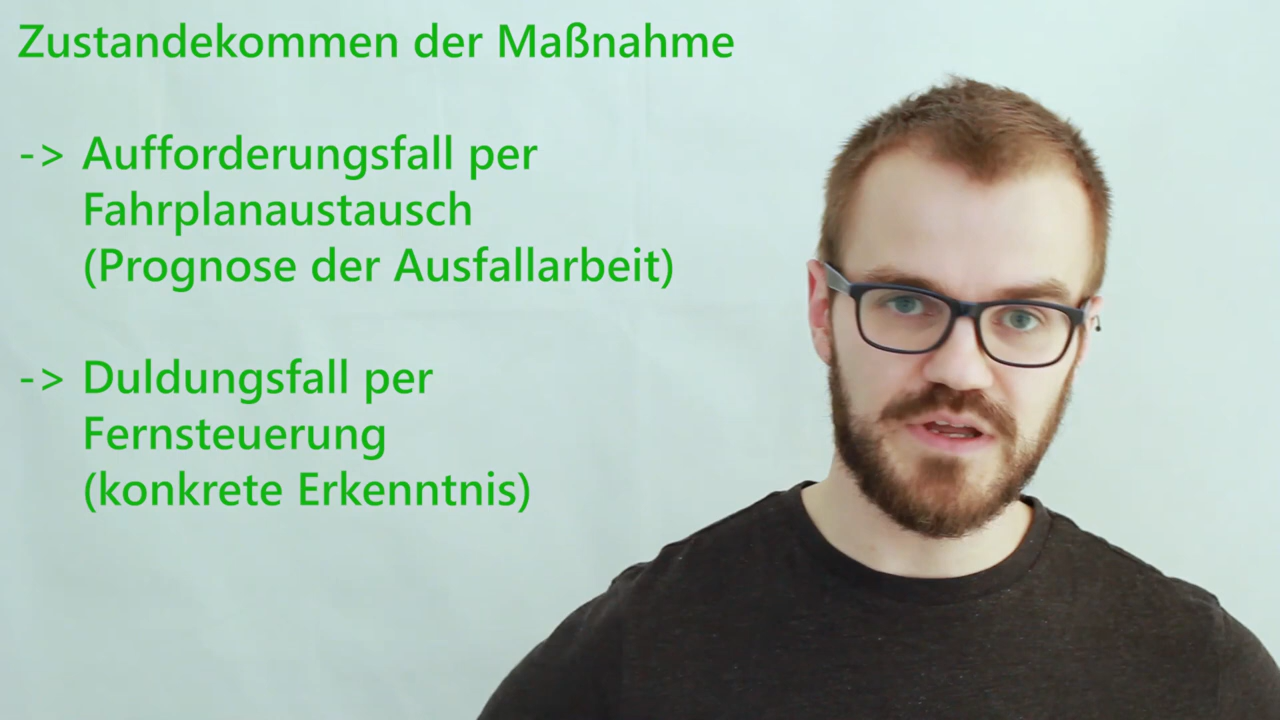 Zustandekommen der Maßnahme
-> Aufforderungsfall per
Fahrplanaustausch
(Prognose der Ausfallarbeit)
-> Duldungsfall per
Fernsteuerung
(konkrete Erkenntnis)